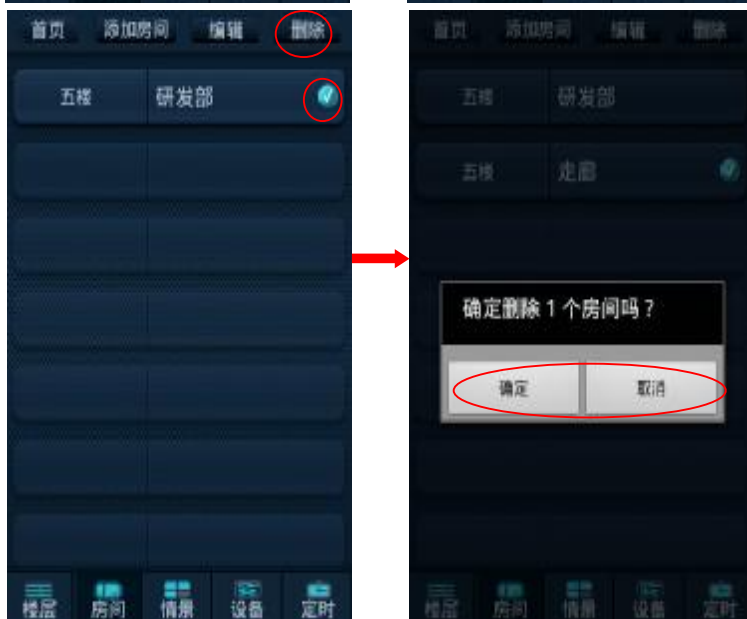 首页 添加房间 编辑 删除
五楼 研发部
楼层 房间 情景 设备 定时
首页 添加房间 编辑 删除
五楼 研发部
五楼 走廊
确定删除 1 个房间吗？
确定 取消
楼层 房间 情景 设备 定时